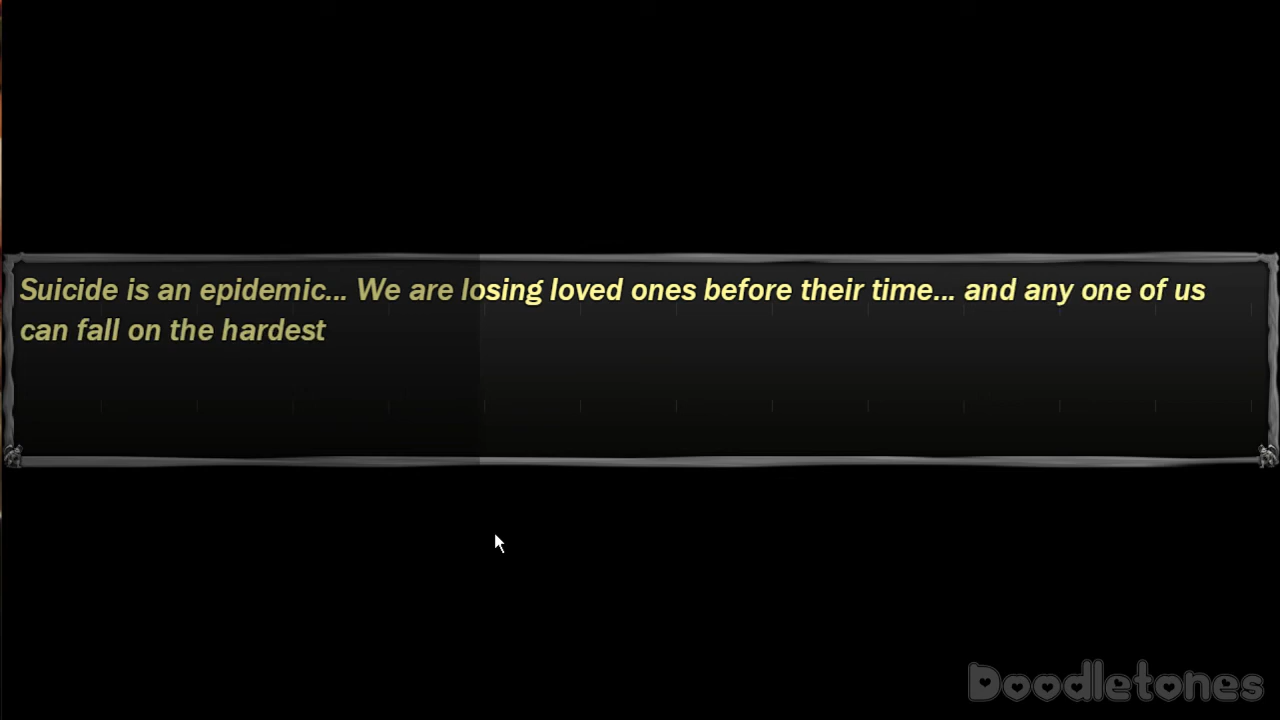 Suicide is an epidemic... We are losing loved ones before their time... and any one of us
can fall on the hardest
Doodletones